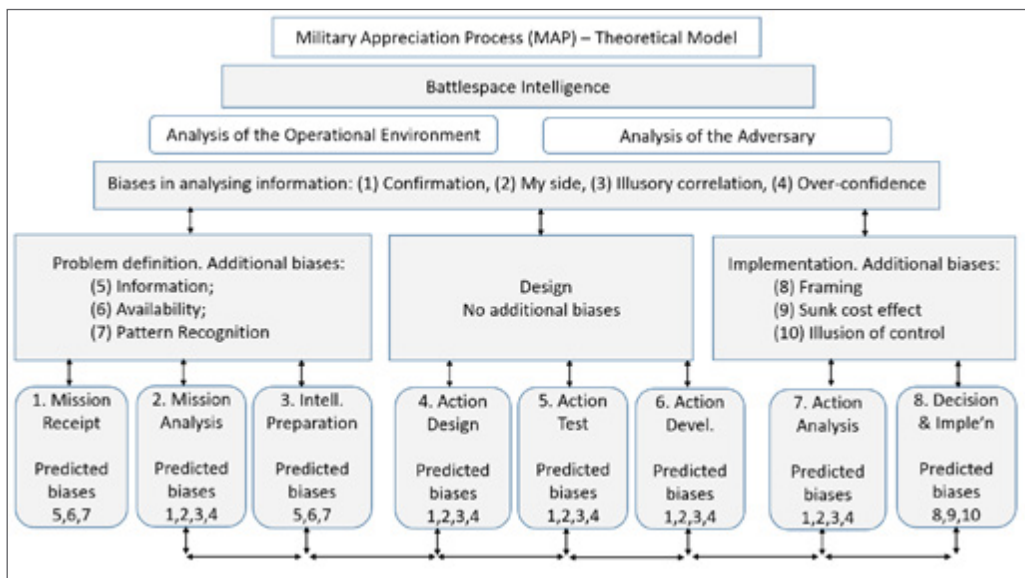 Military Appreciation Process (MAP) – Theoretical Model
Battlespace Intelligence
Analysis of the Operational Environment
Analysis of the Adversary
Biases in analysing information: (1) Confirmation, (2) My side, (3) Illusory correlation, (4) Over-confidence
Problem definition. Additional biases:
(5) Information;
(6) Availability;
(7) Pattern Recognition
Design
No additional biases
Implementation. Additional biases:
(8) Framing
(9) Sunk cost effect
(10) Illusion of control
1. Mission
Receipt
Predicted
biases
5,6,7
2. Mission
Analysis
Predicted
biases
1,2,3,4
3. Intell.
Preparation
Predicted
biases
5,6,7
4. Action
Design
Predicted
biases
1,2,3,4
5. Action
Test
Predicted
biases
1,2,3,4
6. Action
Devel.
Predicted
biases
1,2,3,4
7. Action
Analysis
Predicted
biases
1,2,3,4
8. Decision
& Imple'n
Predicted
biases
8,9,10